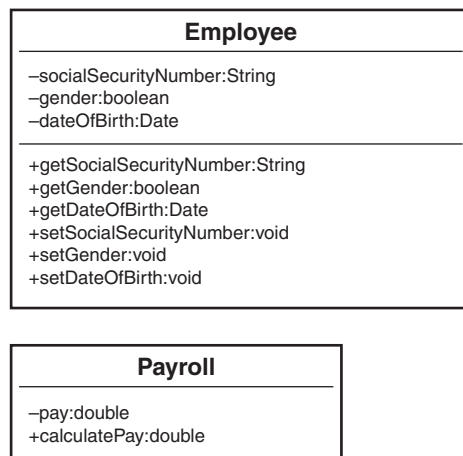 Employee
–socialSecurityNumber:String
–gender:boolean
–dateOfBirth:Date
+getSocialSecurityNumber:String
+getGender:boolean
+getDateOfBirth:Date
+setSocialSecurityNumber:void
+setGender:void
+setDateOfBirth:void
Payroll
–pay:double
+calculatePay:double